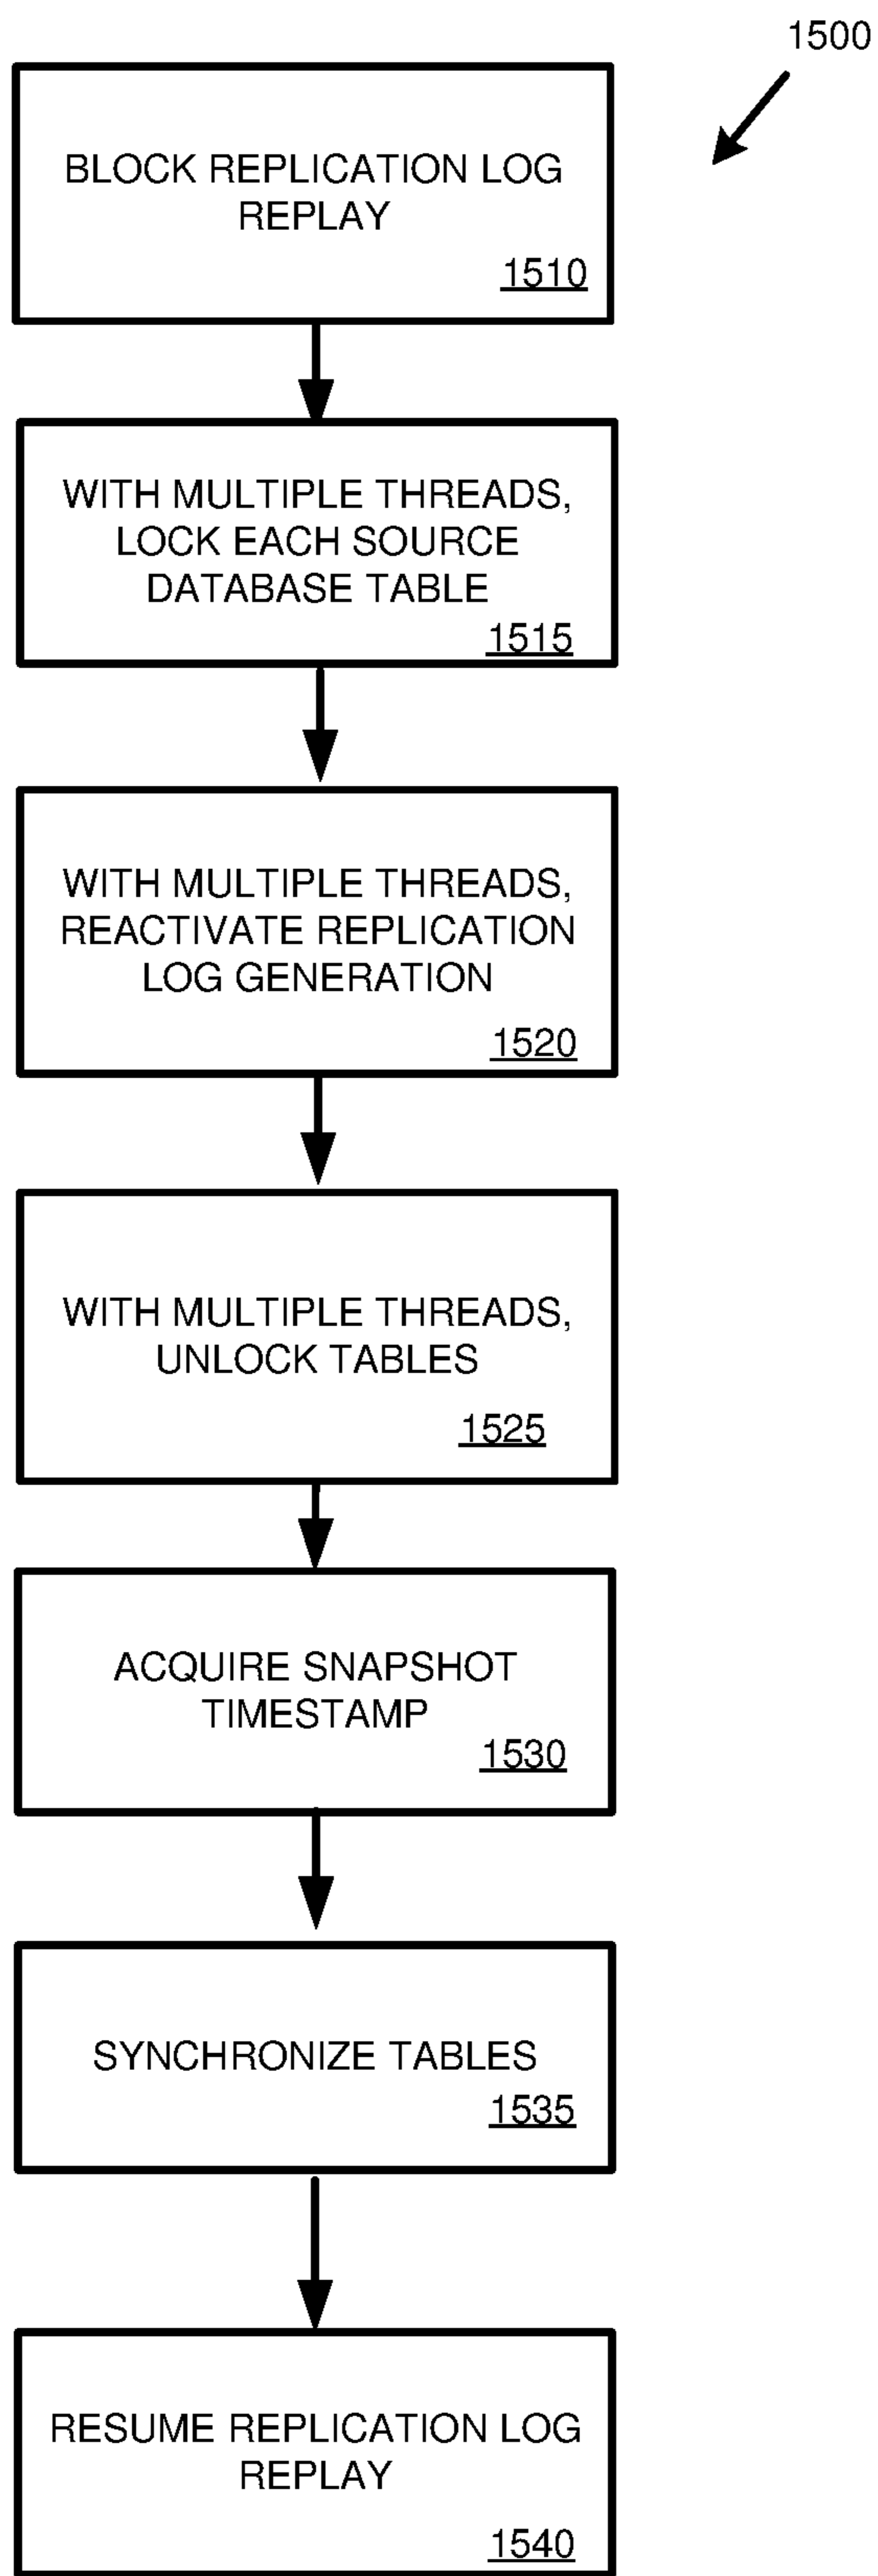 1500
BLOCK REPLICATION LOG
REPLAY
1510
WITH MULTIPLE THREADS,
LOCK EACH SOURCE
DATABASE TABLE
1515
WITH MULTIPLE THREADS,
REACTIVATE REPLICATION
LOG GENERATION
1520
WITH MULTIPLE THREADS,
UNLOCK TABLES
1525
ACQUIRE SNAPSHOT
TIMESTAMP
1530
SYNCHRONIZE TABLES
1535
RESUME REPLICATION LOG
REPLAY
1540